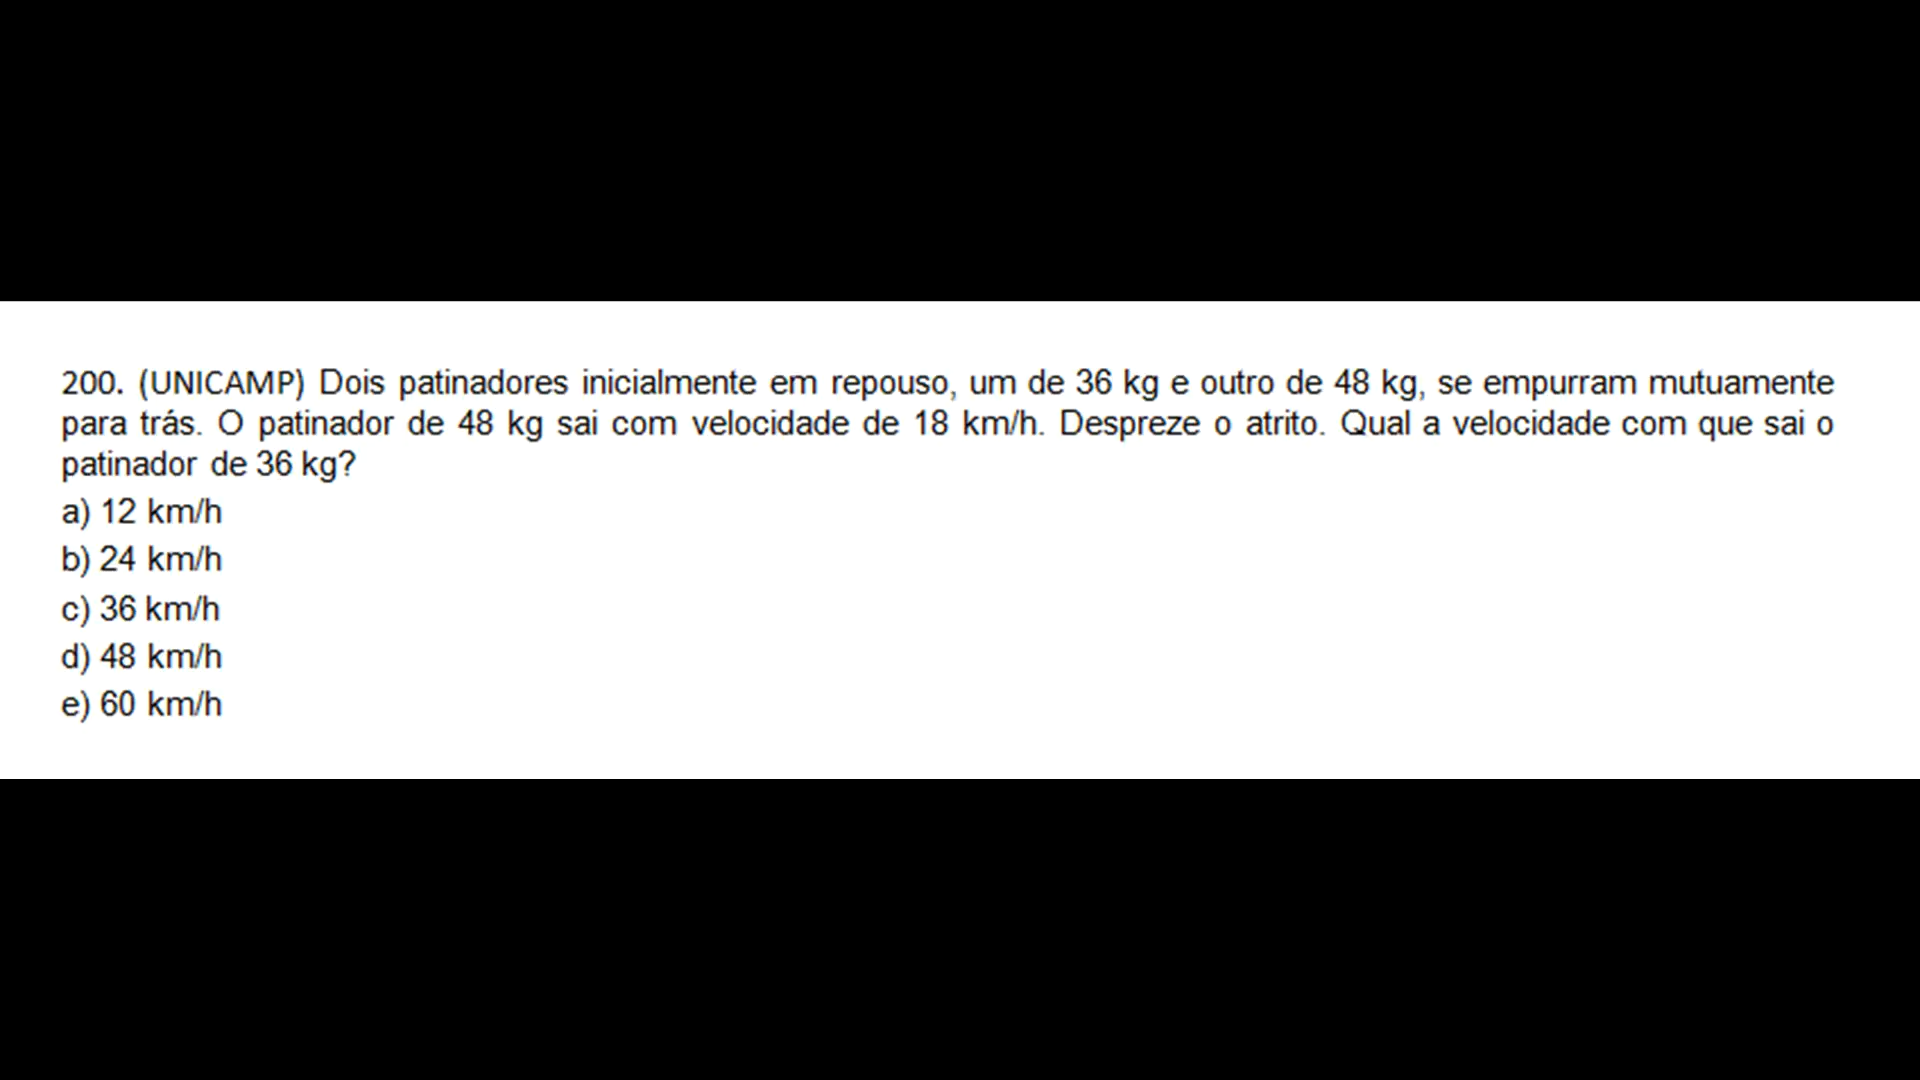 200. (UNICAMP) Dois patinadores inicialmente em repouso, um de 36 kg e outro de 48 kg, se empurram mutuamente
para trás. O patinador de 48 kg sai com velocidade de 18 km/h. Despreze o atrito. Qual a velocidade com que sai o
patinador de 36 kg?
a) 12 km/h
b) 24 km/h
c) 36 km/h
d) 48 km/h
e) 60 km/h